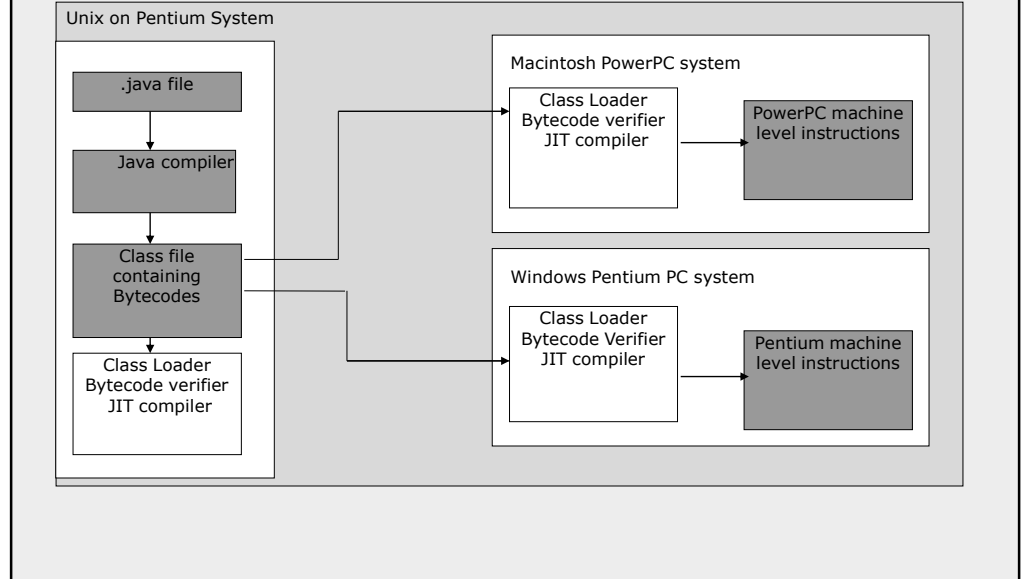 Unix on Pentium System
.java file
Java compiler
Class file
containing
Bytecodes
Class Loader
Bytecode verifier
JIT compiler
Macintosh PowerPC system
Class Loader
Bytecode verifier
JIT compiler
PowerPC machine
level instructions
Windows Pentium PC system
Class Loader
Bytecode Verifier
JIT compiler
Pentium machine
level instructions